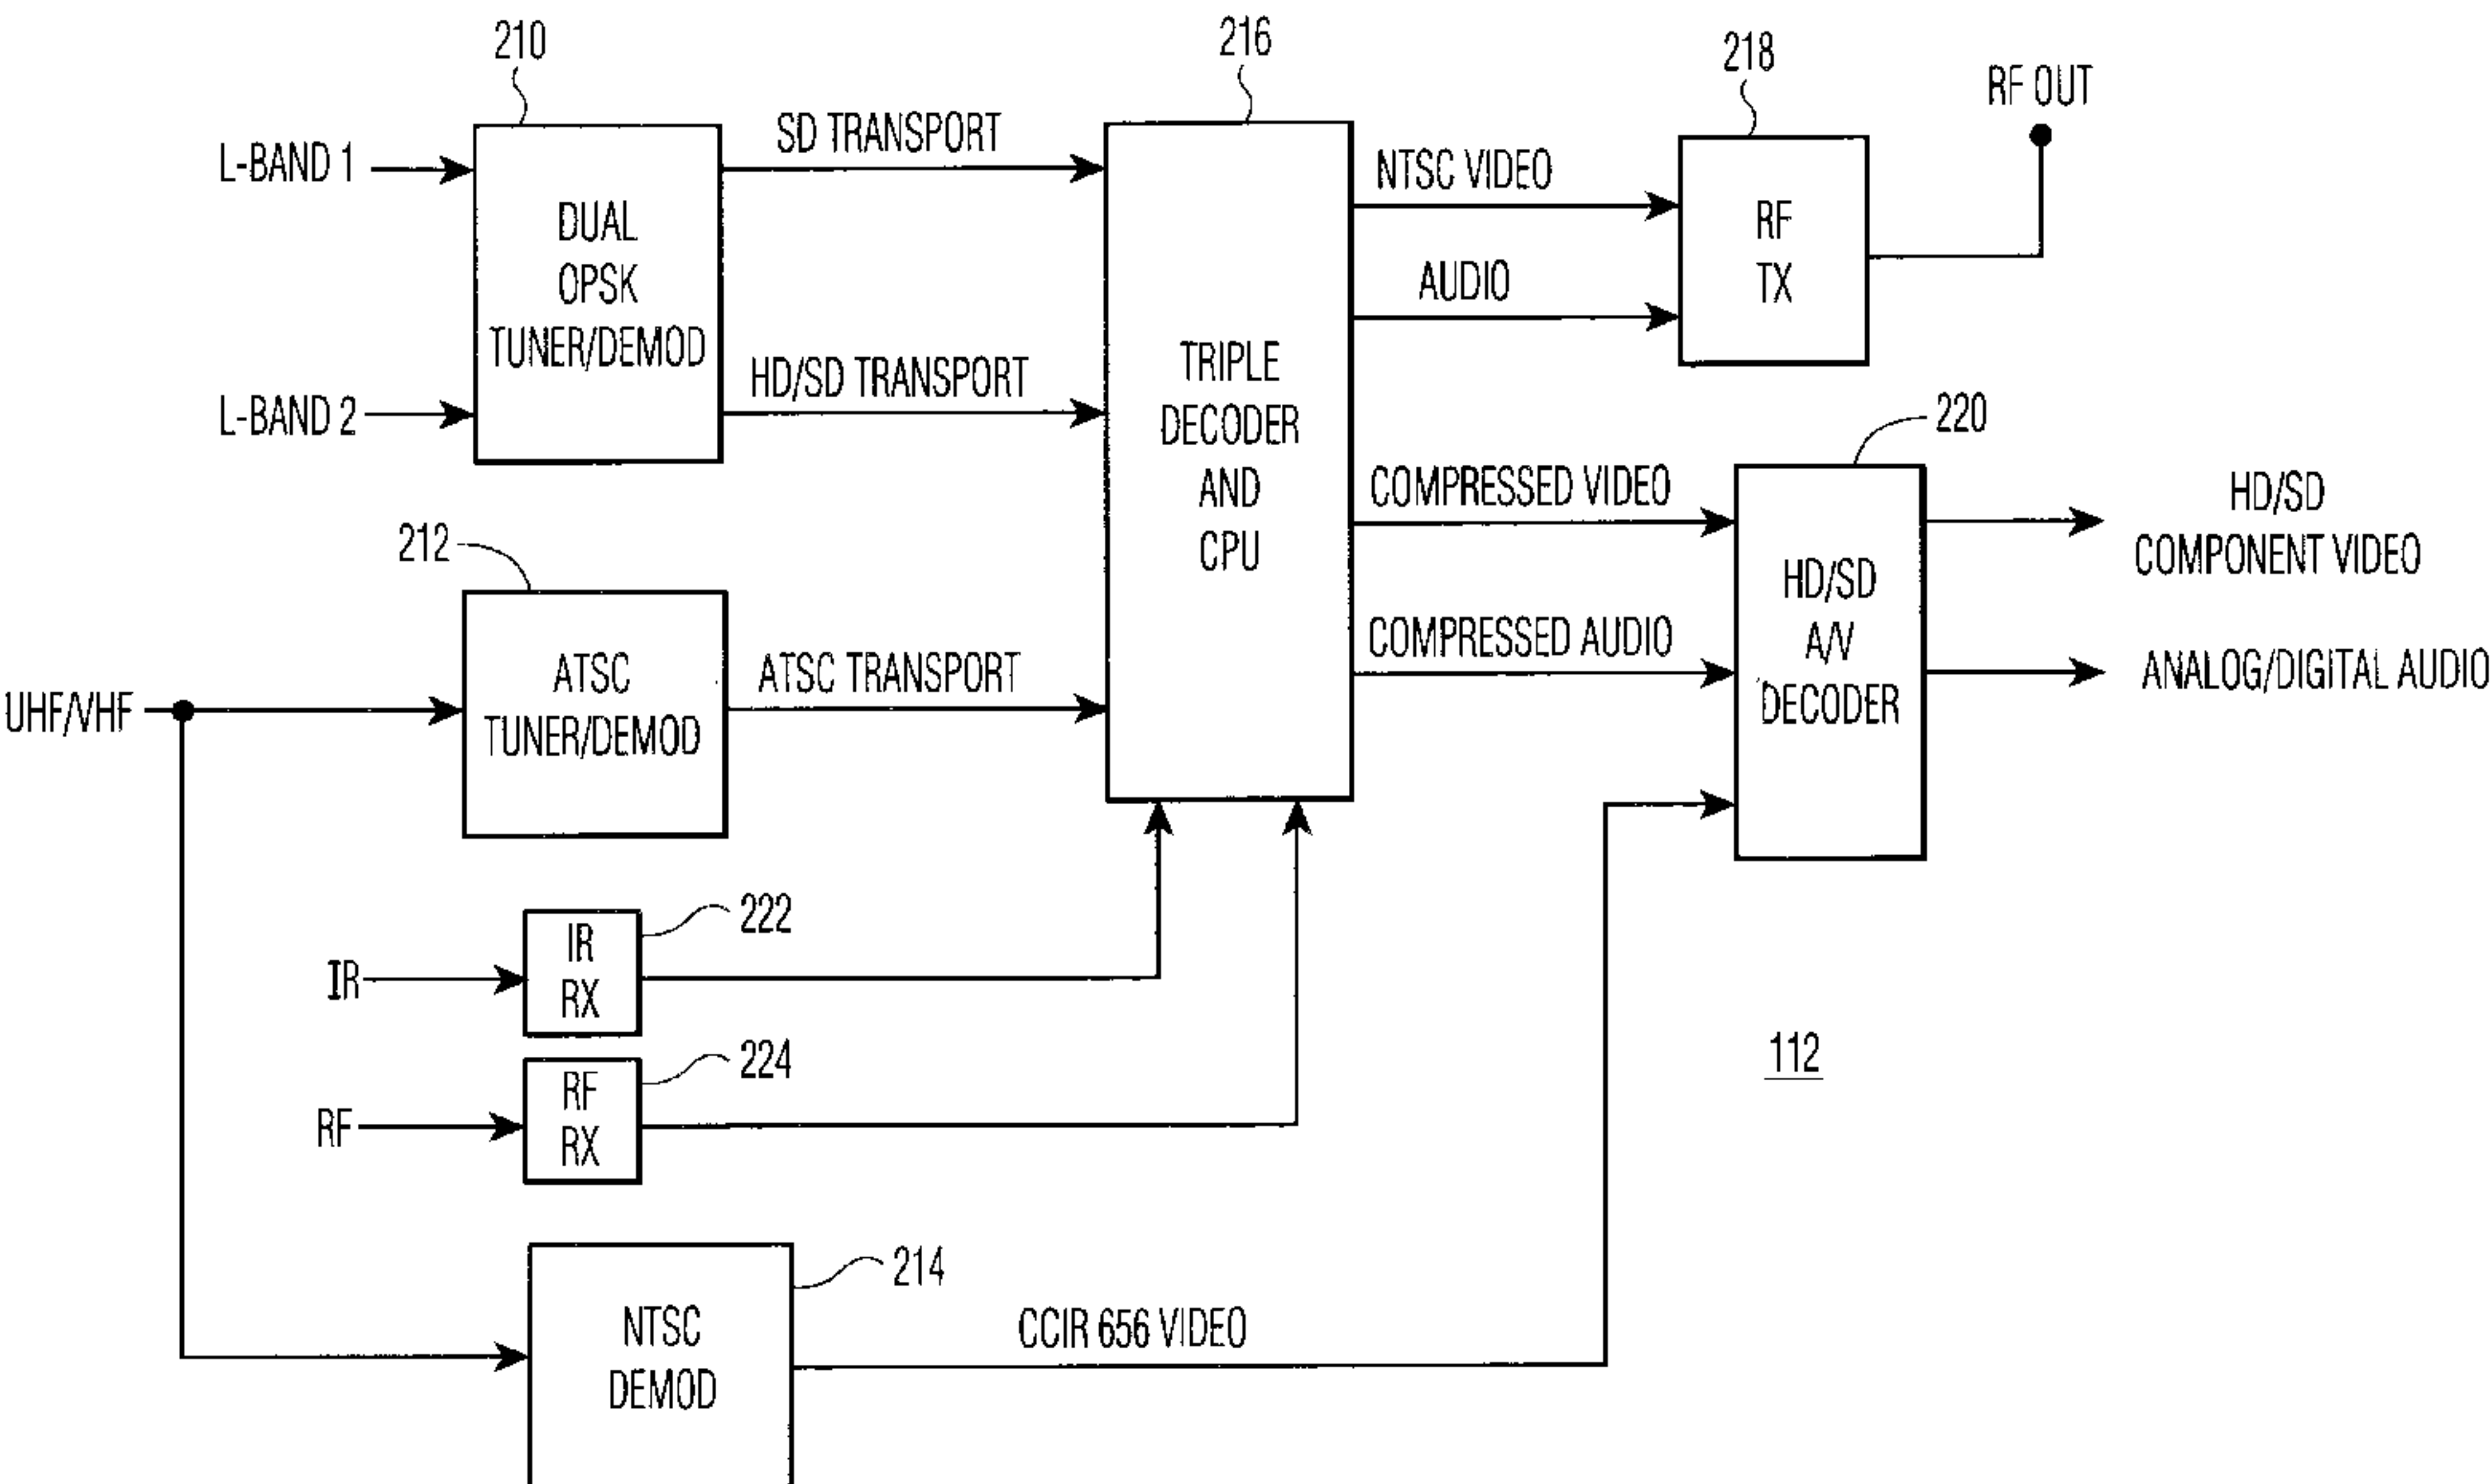 210
216
218
RF OUT
L-BAND 1
SD TRANSPORT
NTSC VIDEO
DUAL
OPSK
TUNER/DEMOD
RF
TX
AUDIO
L-BAND 2
HD/SD TRANSPORT
TRIPLE
DECODER
AND
CPU
220
COMPRESSED VIDEO
HD/SD
COMPONENT VIDEO
212
HD/SD
A/V
DECODER
COMPRESSED AUDIO
ANALOG/DIGITAL AUDIO
UHF/VHF
ATSC
TUNER/DEMOD
ATSC TRANSPORT
222
IR
IR
RX
224
RF
RF
RX
112
214
NTSC
DEMOD
CCIR 656 VIDEO